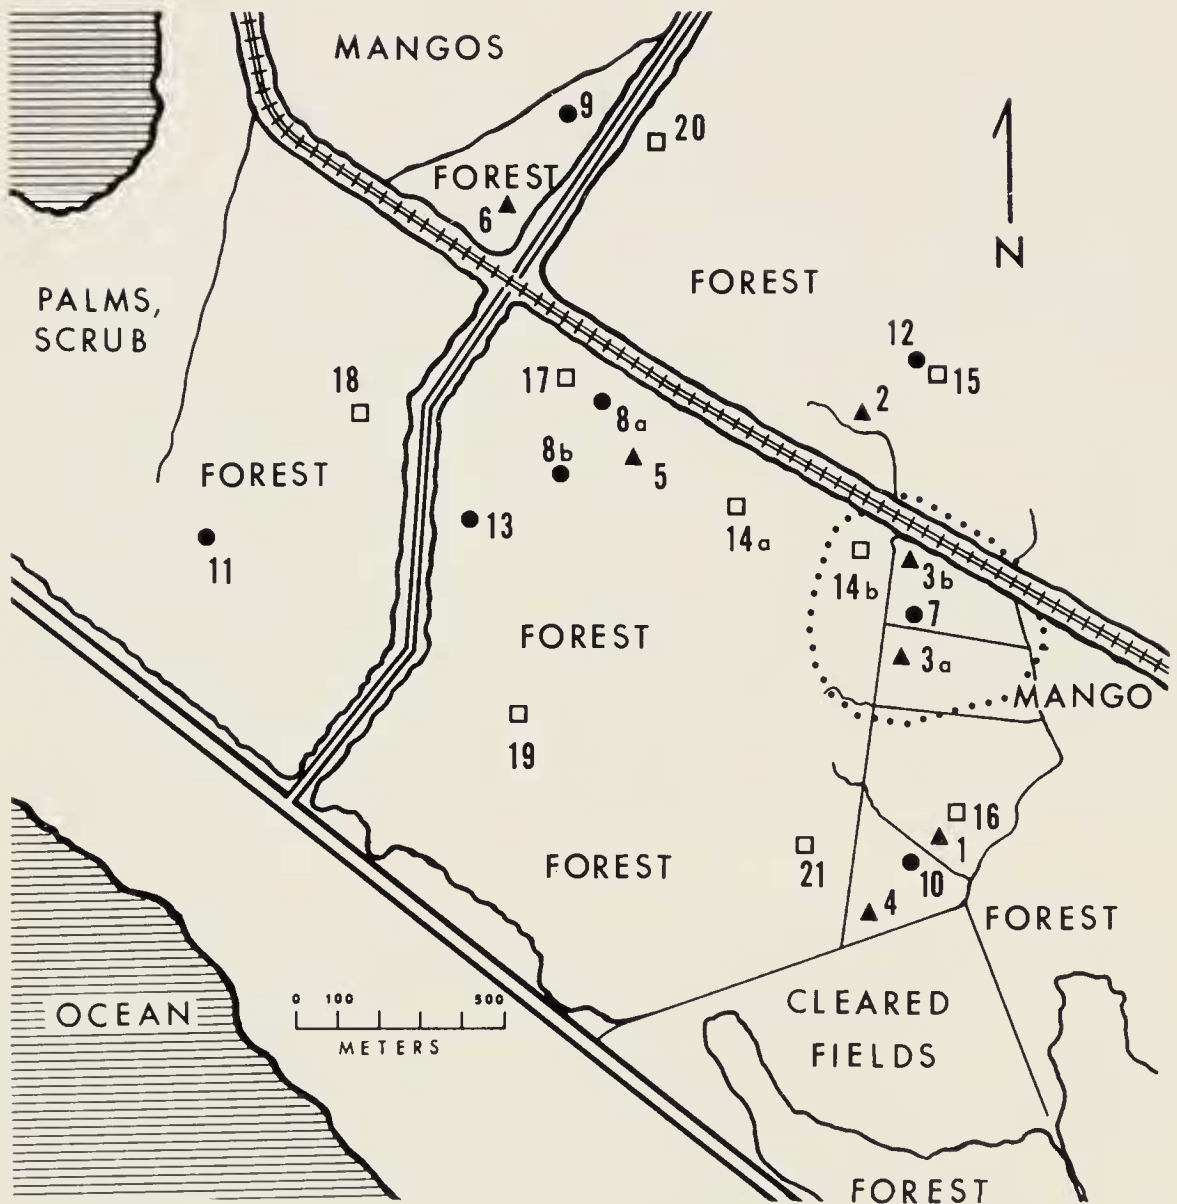 MANGOS
9
20
FOREST
6
N
PALMS,
SCRUB
FOREST
12
15
2
18
17
8a
8b
5
FOREST
11
13
14a
14b
3b
7
3a
FOREST
MANGO
19
16
1
21
10
4
FOREST
FOREST
OCEAN
0 100 500
METERS
CLEARED
FIELDS
FOREST